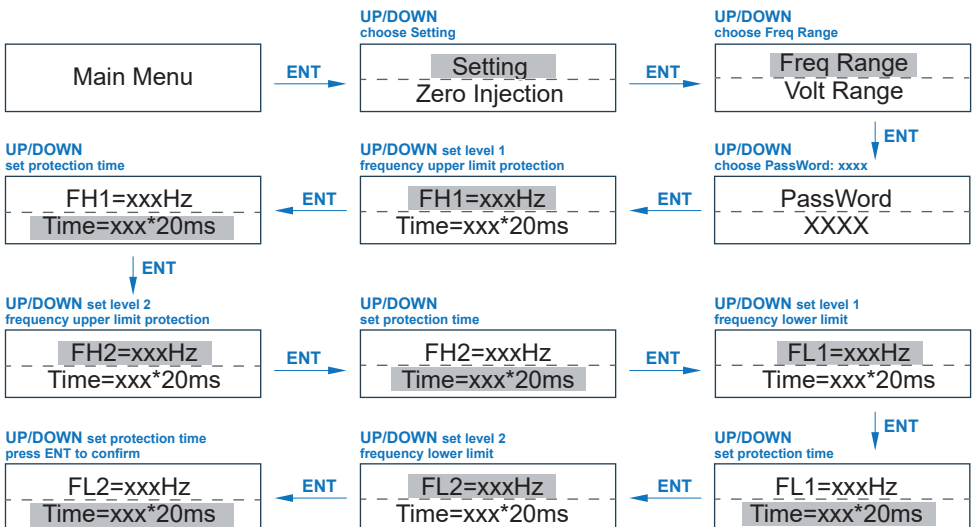 Main Menu
ENT
UP/DOWN
choose Setting
Setting
Zero Injection
ENT
UP/DOWN
choose Freq Range
Freq Range
Volt Range
ENT
UP/DOWN
choose PassWord: xxxx
PassWord
XXXX
ENT
UP/DOWN set level 1
frequency upper limit protection
FH1=xxxHz
Time=xxx*20ms
ENT
UP/DOWN
set protection time
FH1=xxxHz
Time=xxx*20ms
ENT
UP/DOWN set level 2
frequency upper limit protection
FH2=xxxHz
Time=xxx*20ms
ENT
UP/DOWN
set protection time
FH2=xxxHz
Time=xxx*20ms
ENT
UP/DOWN set level 1
frequency lower limit
FL1=xxxHz
Time=xxx*20ms
ENT
UP/DOWN
set protection time
FL1=xxxHz
Time=xxx*20ms
ENT
UP/DOWN set level 2
frequency lower limit
FL2=xxxHz
Time=xxx*20ms
ENT
UP/DOWN set protection time
press ENT to confirm
FL2=xxxHz
Time=xxx*20ms